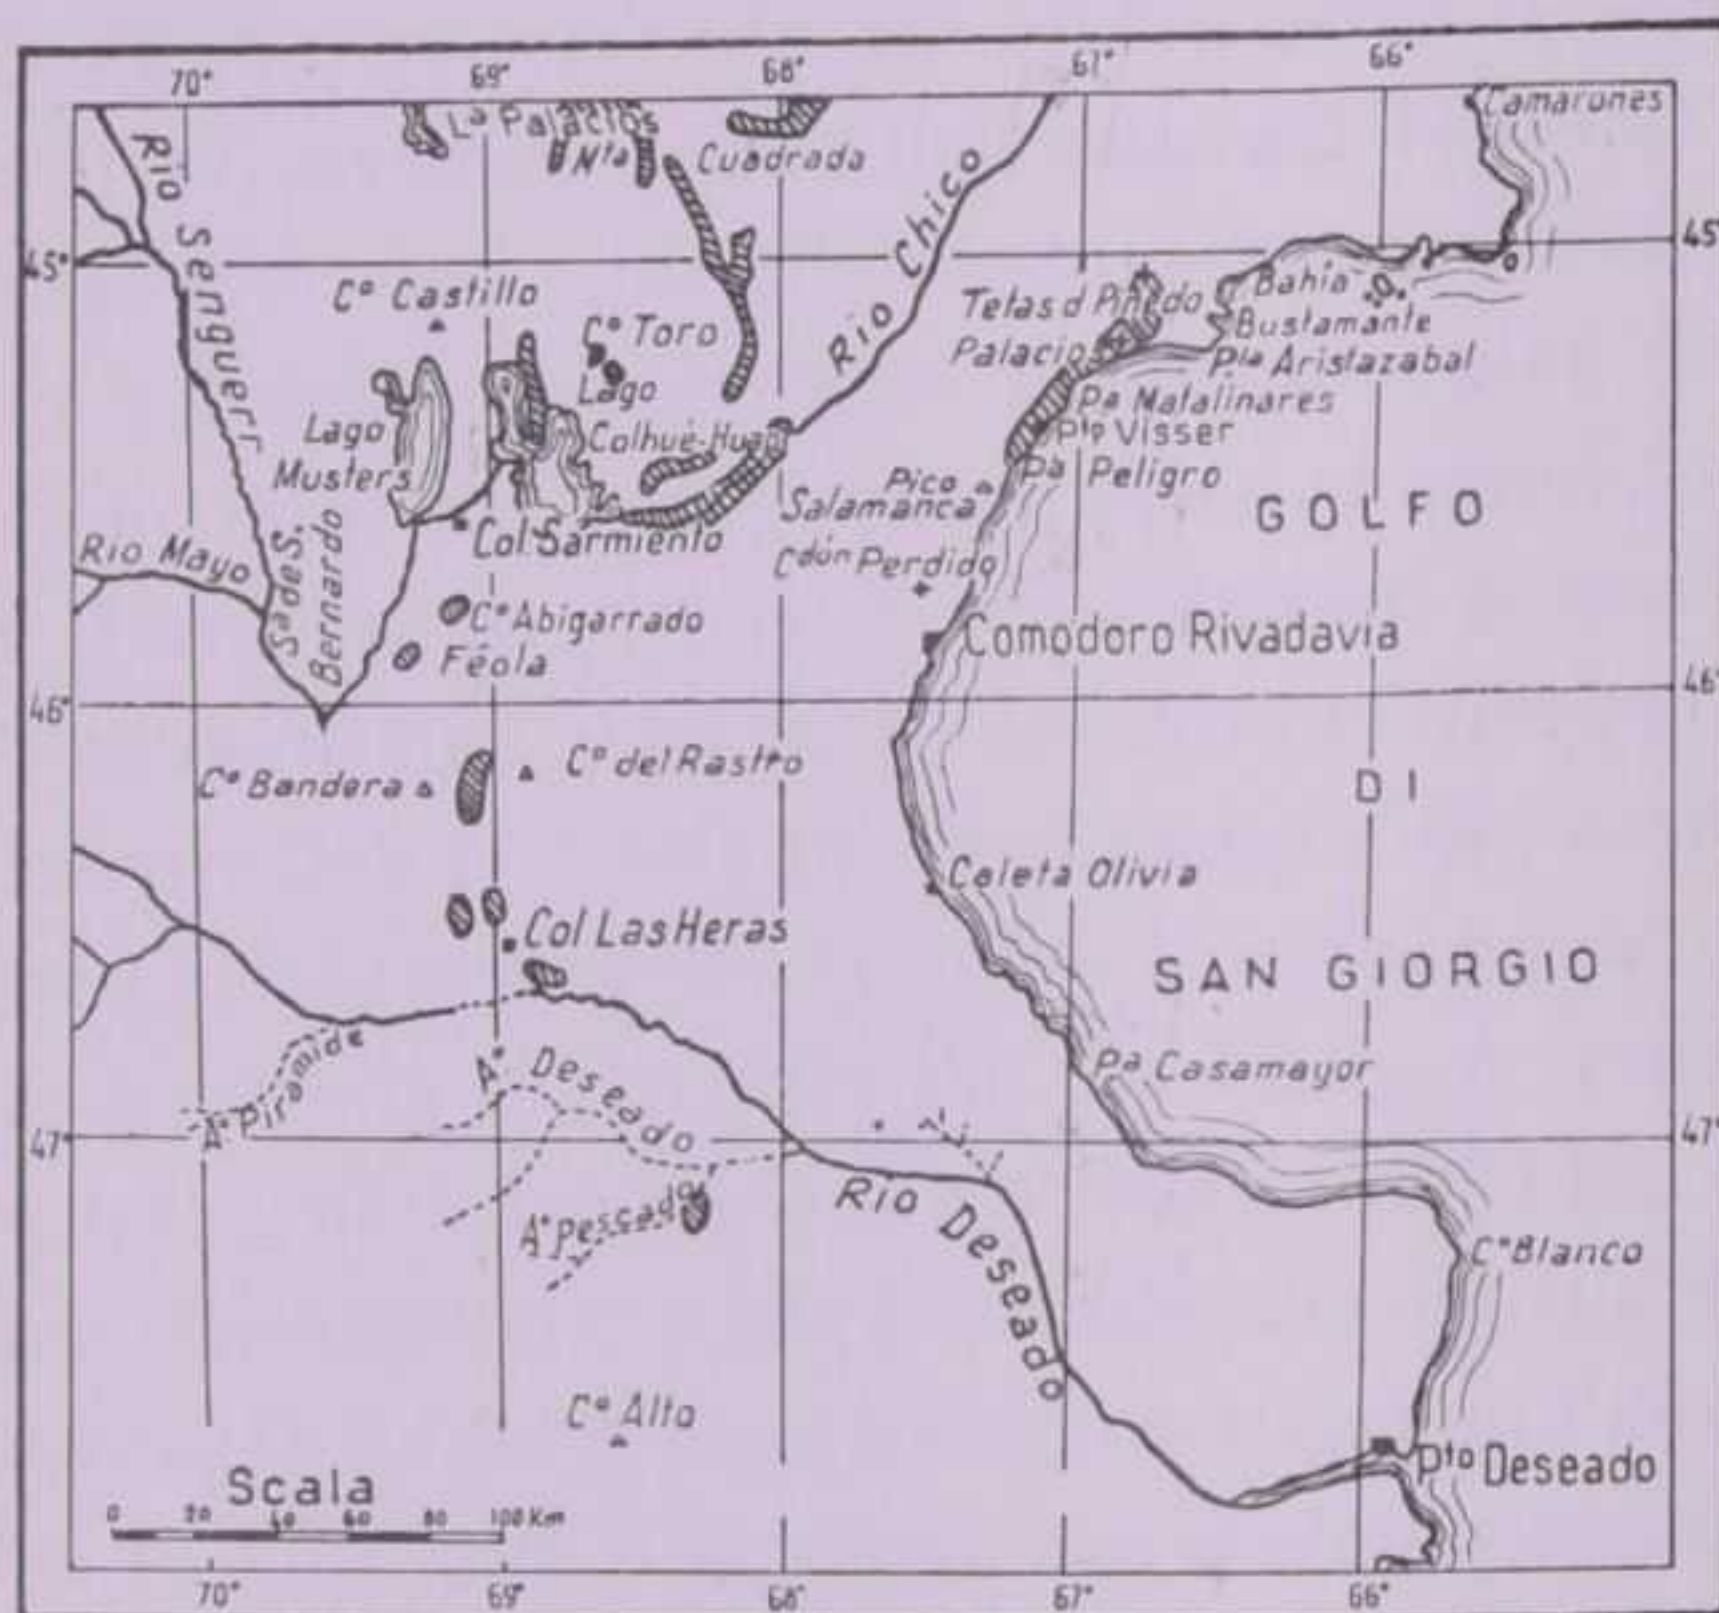 70° 69° 68° 67° 66°
Camarones
La Palacios
Nta Cuadrada
Río Senguerr
Río Chico
45° 45°
Co Castillo
Co Toro
Tetas d Pinedo
Bahía
Bustamante
Palacios
Pta Aristazabal
Lago
Colhué-Huapi
Lago
Musters
Pa Matalinares
Pto Visser
Pa Peligro
Pico
Salamanca
GOLFO
Col. Sarmiento
Cdón Perdido
Rio Mayo
Sa de S.
Bernardo
Co Abigarrado
Féola
Comodoro Rivadavia
46° 46°
Co Bandera
Co del Rastro
DI
Caleta Olivia
Col Las Heras
SAN GIORGIO
Ao Piramide
Ao Deseado
Pa Casamayor
47° 47°
Ao Pescado
Rio Deseado
Co Blanco
Co Alto
Pto Deseado
Scala
0 20 40 60 80 100 Km
70° 69° 68° 67° 66°